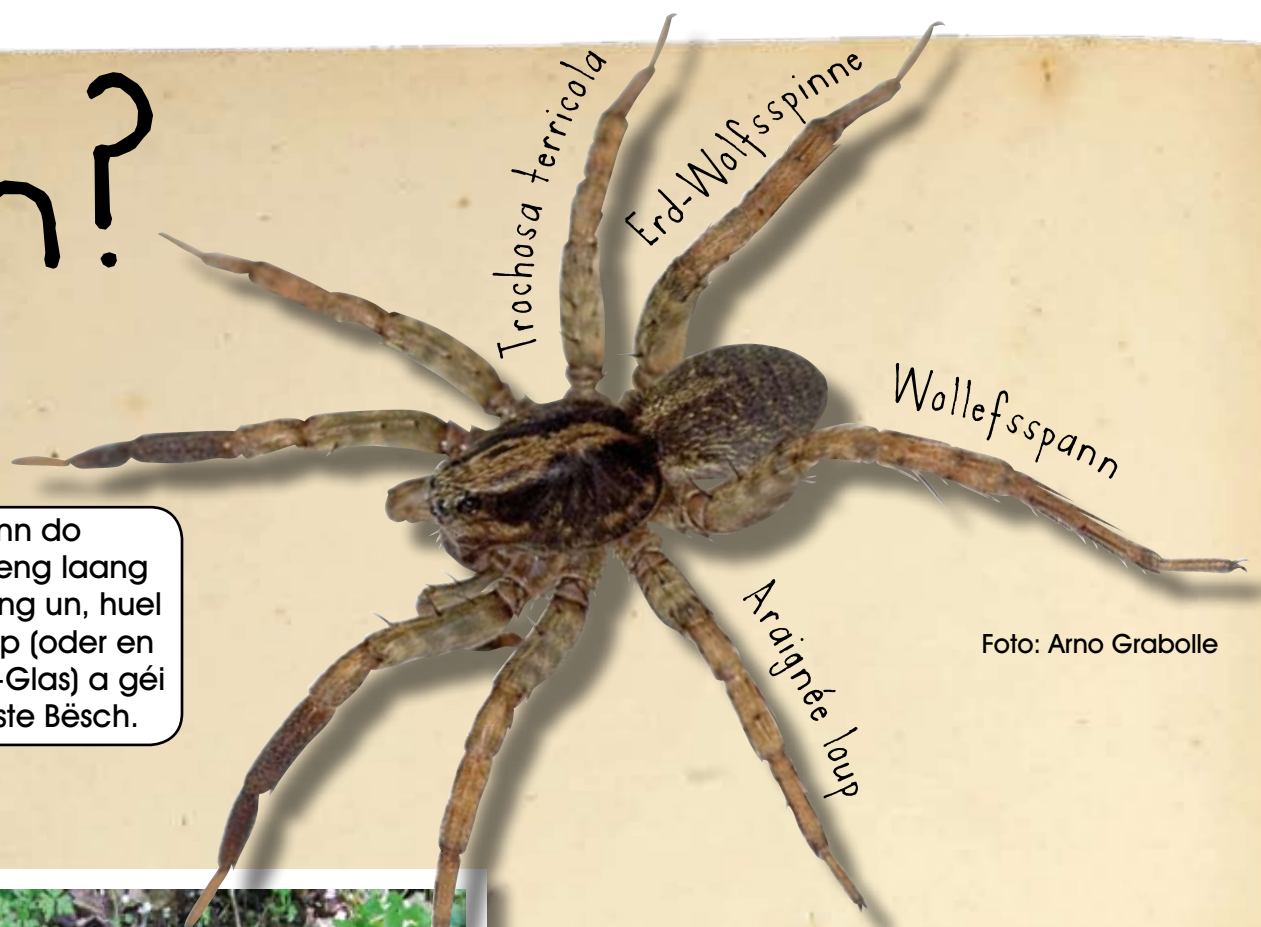 n?
Trochosa terricola
Erd-Wolfsspinne
Wollefsspann
Araignée loup
Foto: Arno Grabolle
nn do
eng laang
ng un, huel
p (oder en
-Glas) a géi
ste Bësch.